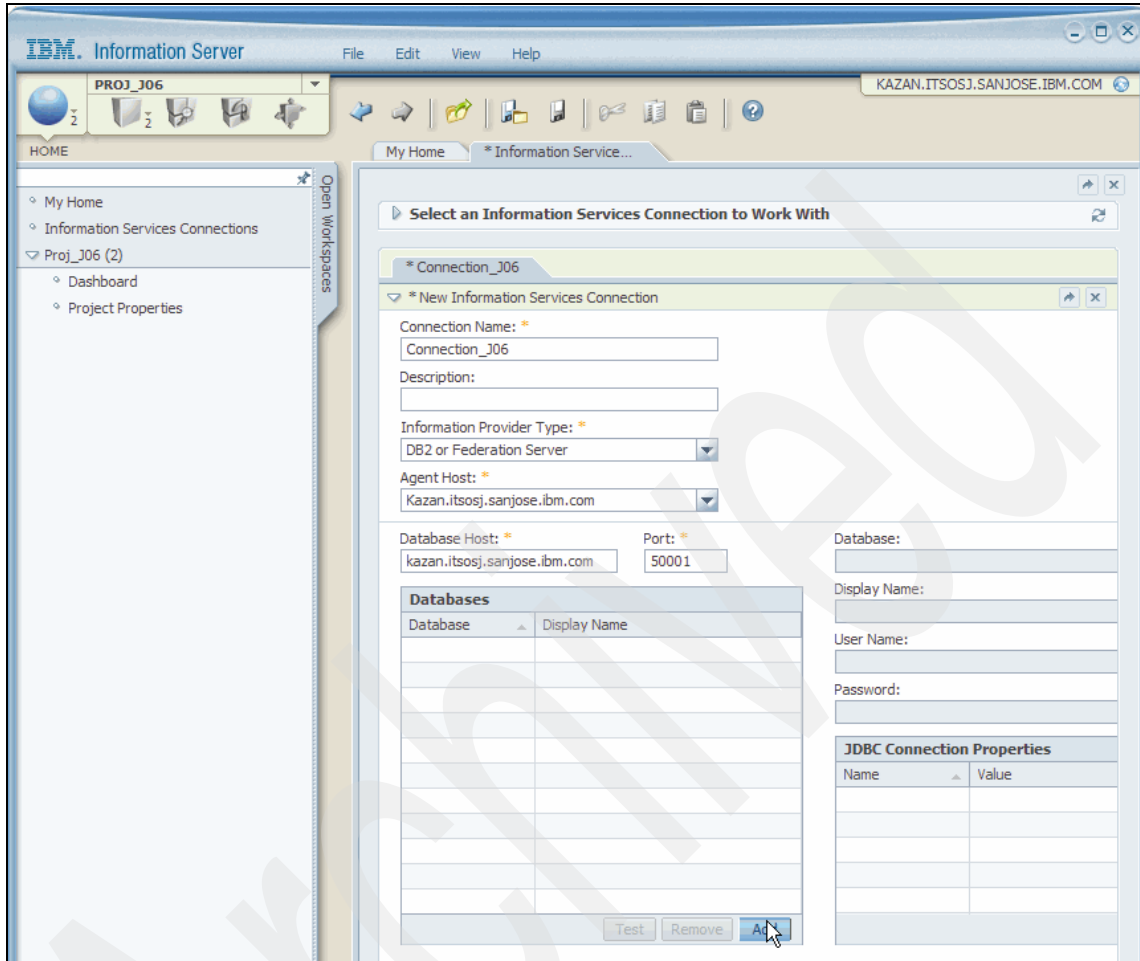 IBM. Information Server
File Edit View Help
PROJ_J06
KAZAN.ITSOSJ.SANJOSE.IBM.COM
2
2
HOME
My Home
* Information Service...
Open Workspaces
My Home
Information Services Connections
Proj_J06 (2)
Dashboard
Project Properties
Select an Information Services Connection to Work With
* Connection_J06
* New Information Services Connection
Connection Name: *
Connection_J06
Description:
Information Provider Type: *
DB2 or Federation Server
Agent Host: *
Kazan.itsosj.sanjose.ibm.com
Database Host: * Port: * Database:
kazan.itsosj.sanjose.ibm.com 50001
Display Name:
Databases
Database Display Name
User Name:
Password:
JDBC Connection Properties
Name Value
Test Remove Add
Archived